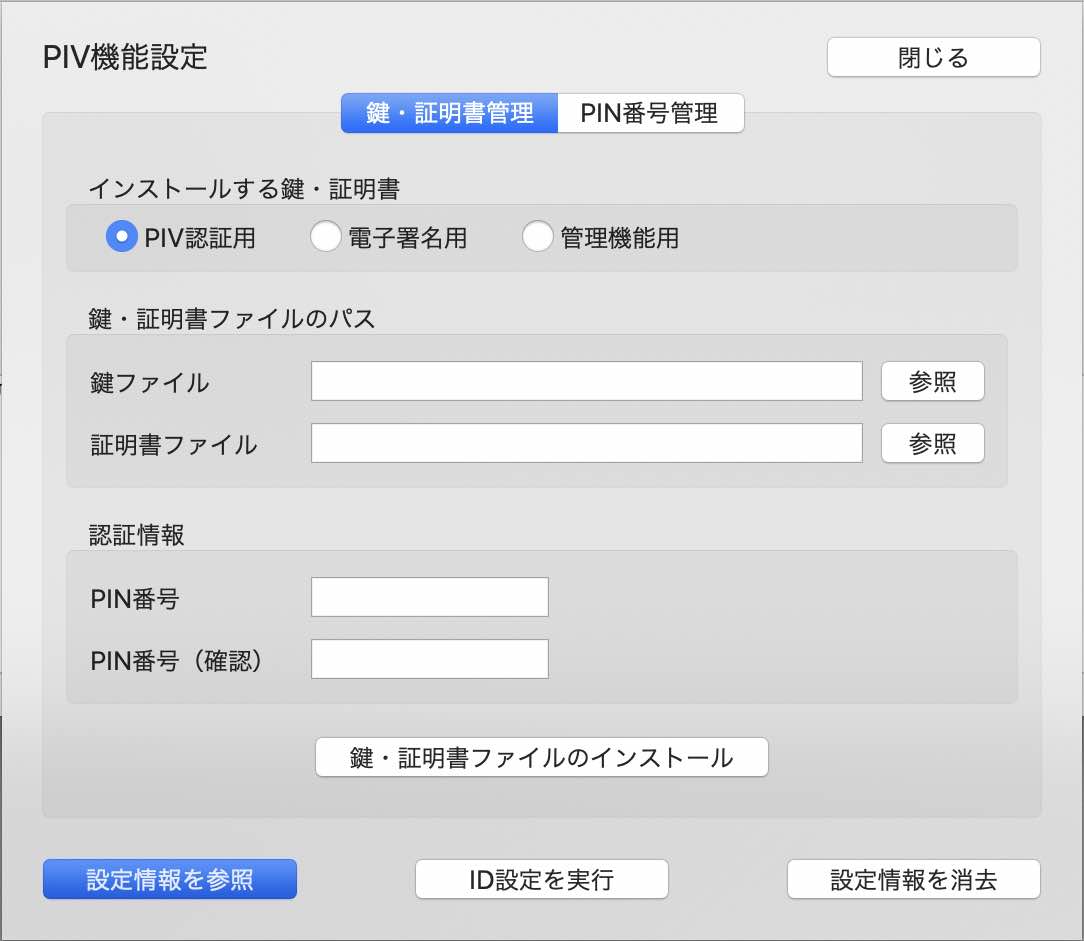 PIV機能設定
閉じる
鍵・証明書管理
PIN番号管理
インストールする鍵・証明書
PIV認証用
電子署名用
管理機能用
鍵・証明書ファイルのパス
鍵ファイル
参照
証明書ファイル
参照
認証情報
PIN番号
PIN番号（確認）
鍵・証明書ファイルのインストール
設定情報を参照
ID設定を実行
設定情報を消去